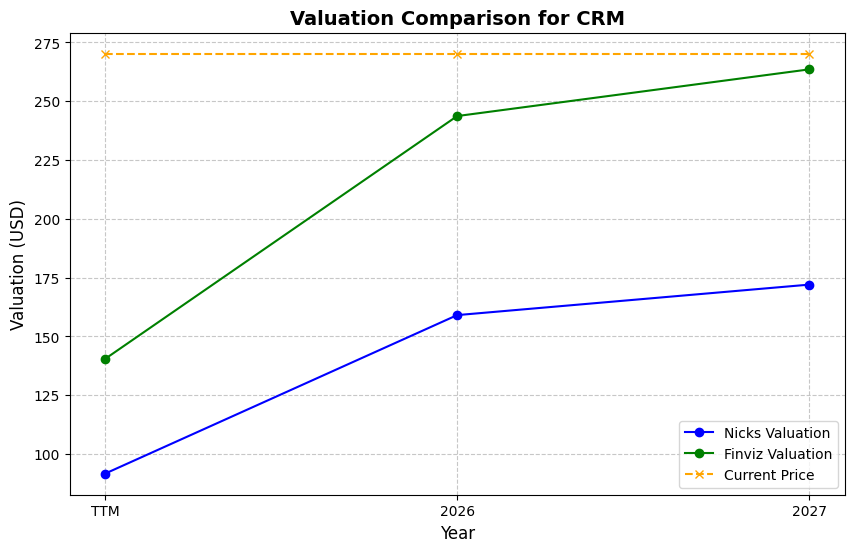 Valuation Comparison for CRM
Valuation (USD)
275
250
225
200
175
150
125
100
TTM
2026
2027
Year
Nicks Valuation
Finviz Valuation
Current Price